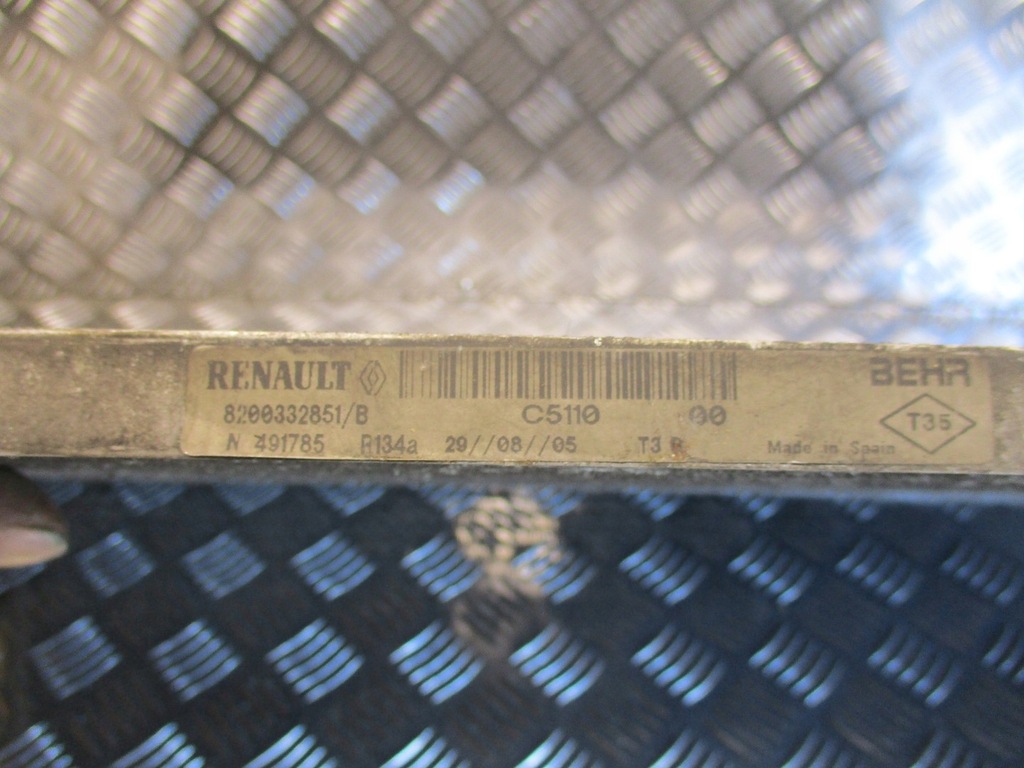 RENAULT BEHR
8200332851/B C5110 00 T35
N 491785 R134a 29//08//05 T3 Made in Spain